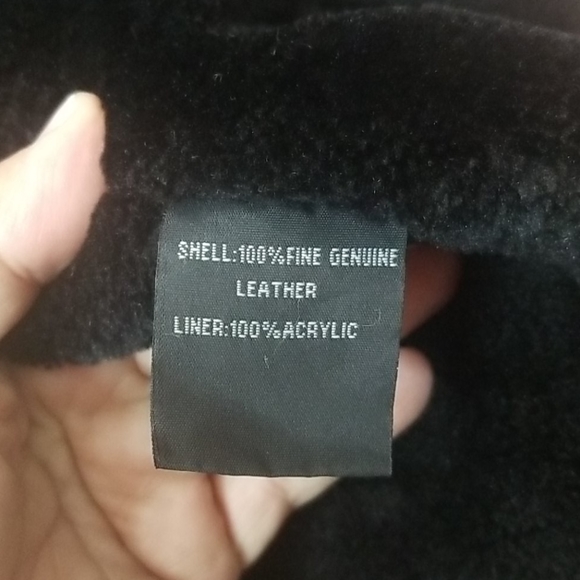 SHELL:100%FINE GENUINE
LEATHER
LINER:100%ACRYLIC